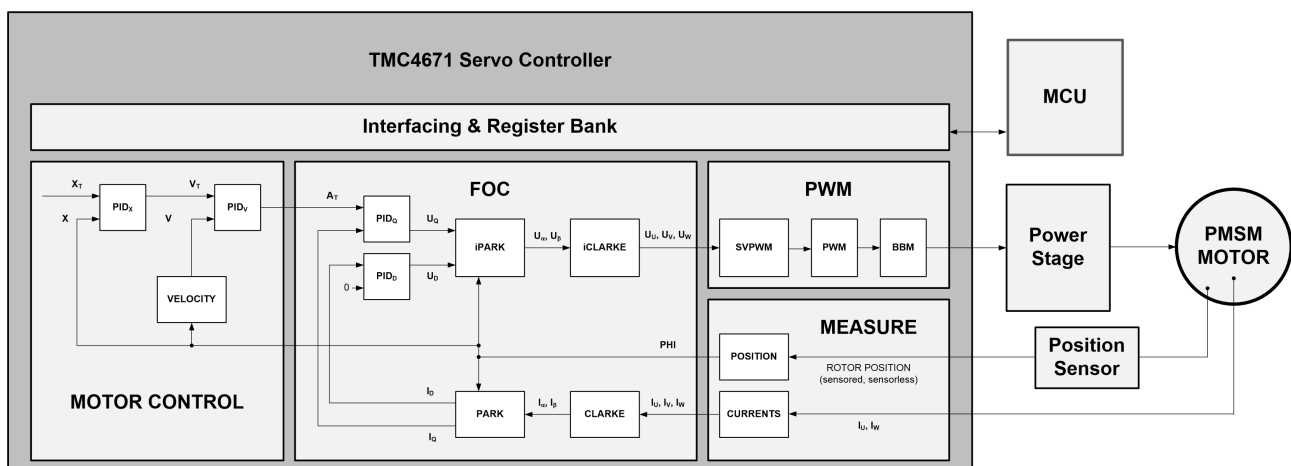 TMC4671 Servo Controller
MCU
Interfacing & Register Bank
FOC
PWM
X_T
PID_X
V_T
PID_V
X
V
A_T
PID_Q
U_Q
iPARK
U_α, U_β
iCLARKE
U_U, U_V, U_W
SVPWM
PWM
BBM
Power
Stage
PMSM
MOTOR
PID_D
0
U_D
VELOCITY
MEASURE
PHI
POSITION
ROTOR POSITION
(sensored, sensorless)
Position
Sensor
MOTOR CONTROL
I_D
PARK
I_α, I_β
CLARKE
I_U, I_V, I_W
CURRENTS
I_U, I_W
I_Q